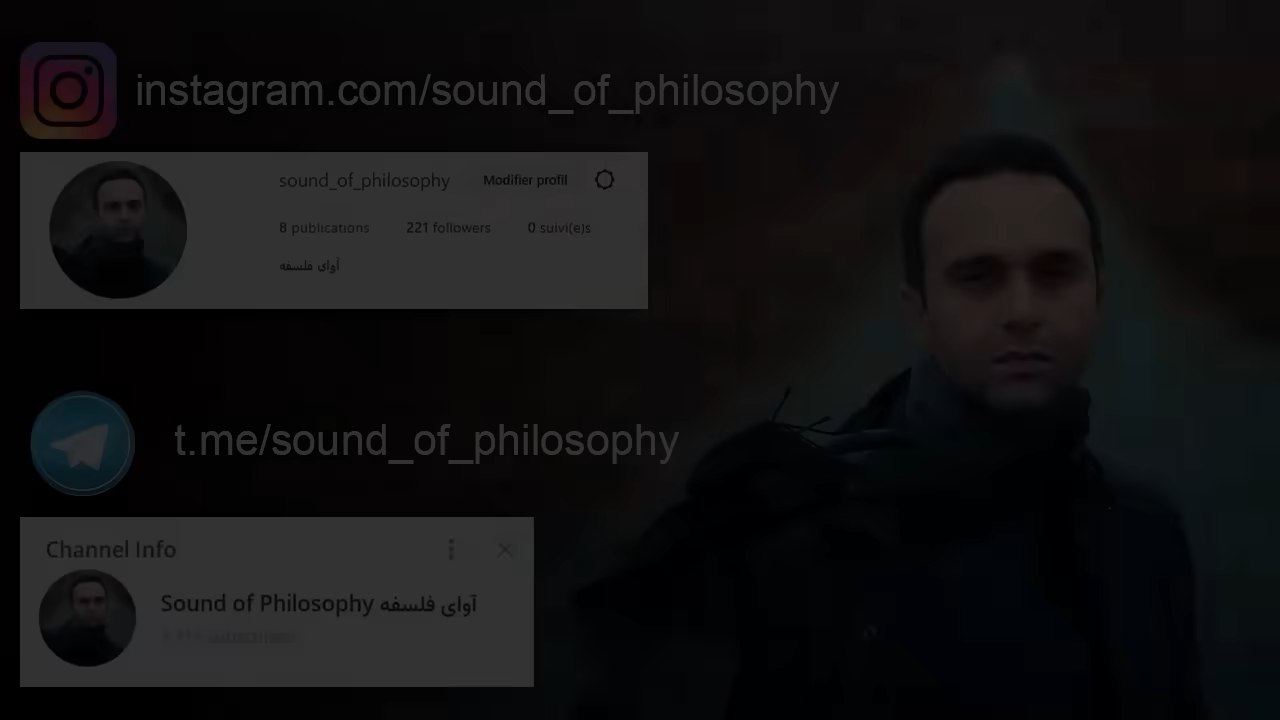 instagram.com/sound_of_philosophy
sound_of_philosophy Modifier profil
8 publications 221 followers 0 suivi(e)s
آوای فلسفه
t.me/sound_of_philosophy
Channel Info
Sound of Philosophy آوای فلسفه